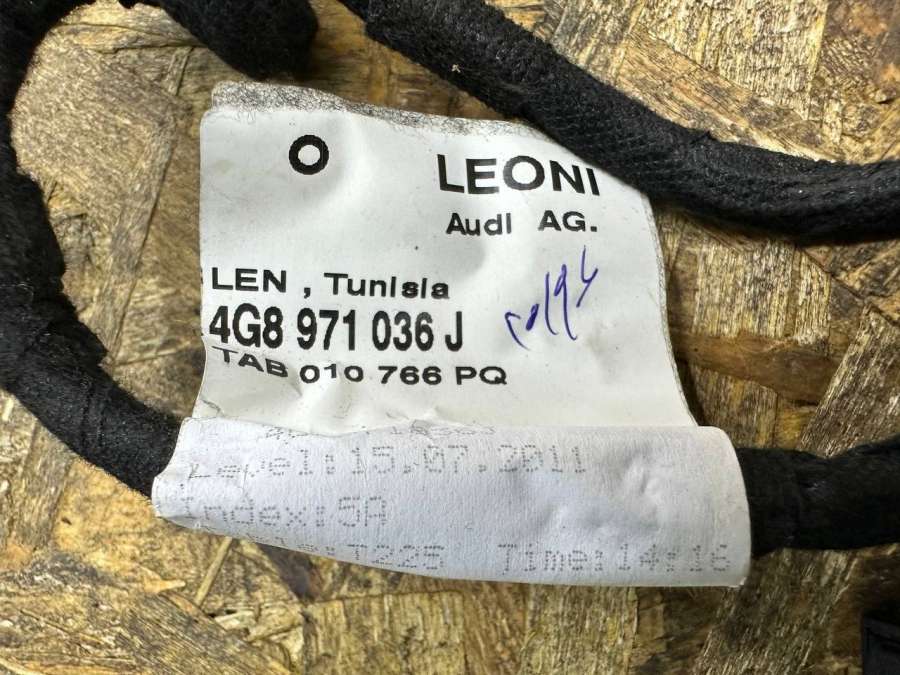 O
LEONI
Audi AG.
LEN , Tunisia
4G8 971 036 J
TAB 010 766 PQ
Level:15.07.2011
Index:5A
7225 Time:14:16